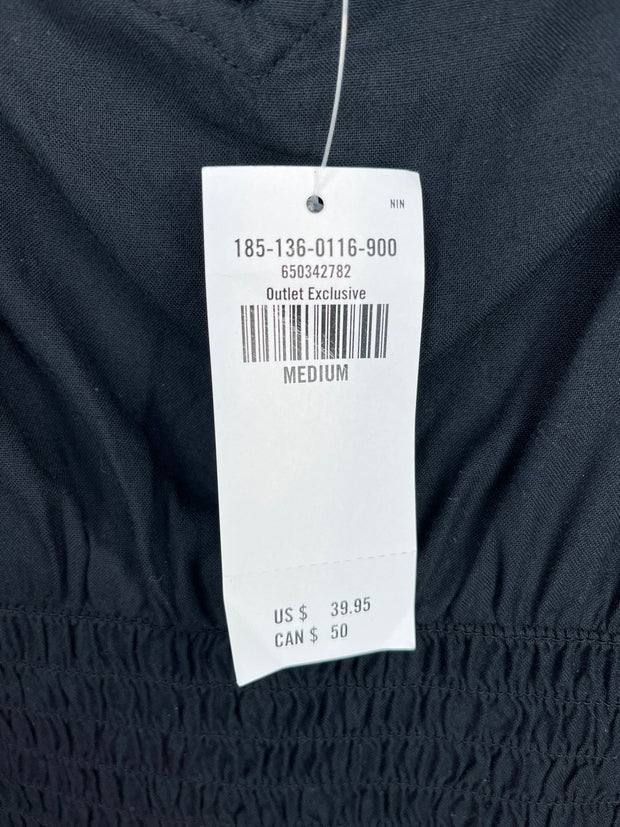 NIN
185-136-0116-900
650342782
Outlet Exclusive
MEDIUM
US $ 39.95
CAN $ 50